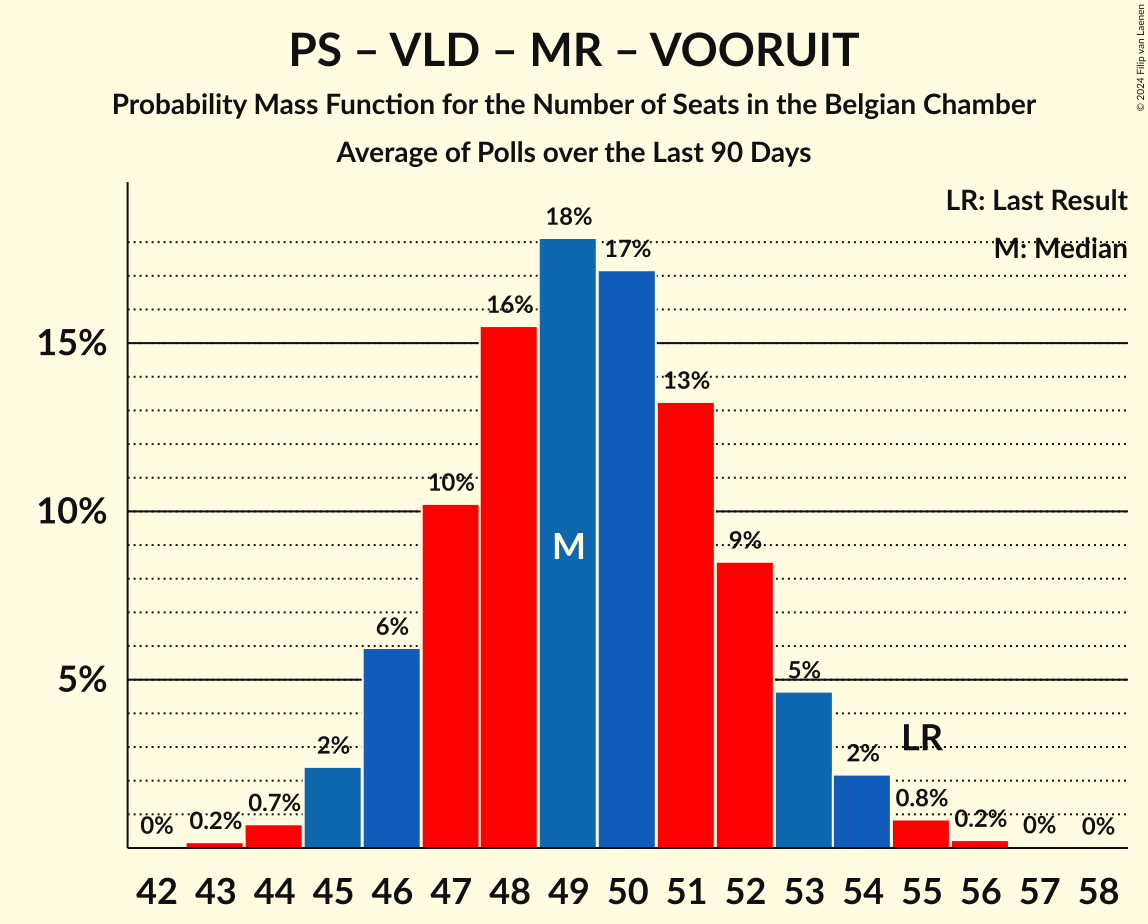 PS – VLD – MR – VOORUIT
Probability Mass Function for the Number of Seats in the Belgian Chamber
Average of Polls over the Last 90 Days
© 2024 Filip van Laenen
LR: Last Result
M: Median
15%
10%
5%
0%
0.2%
0.7%
2%
6%
10%
16%
18%
17%
13%
9%
5%
2%
0.8%
0.2%
0%
0%
M
LR
42 43 44 45 46 47 48 49 50 51 52 53 54 55 56 57 58